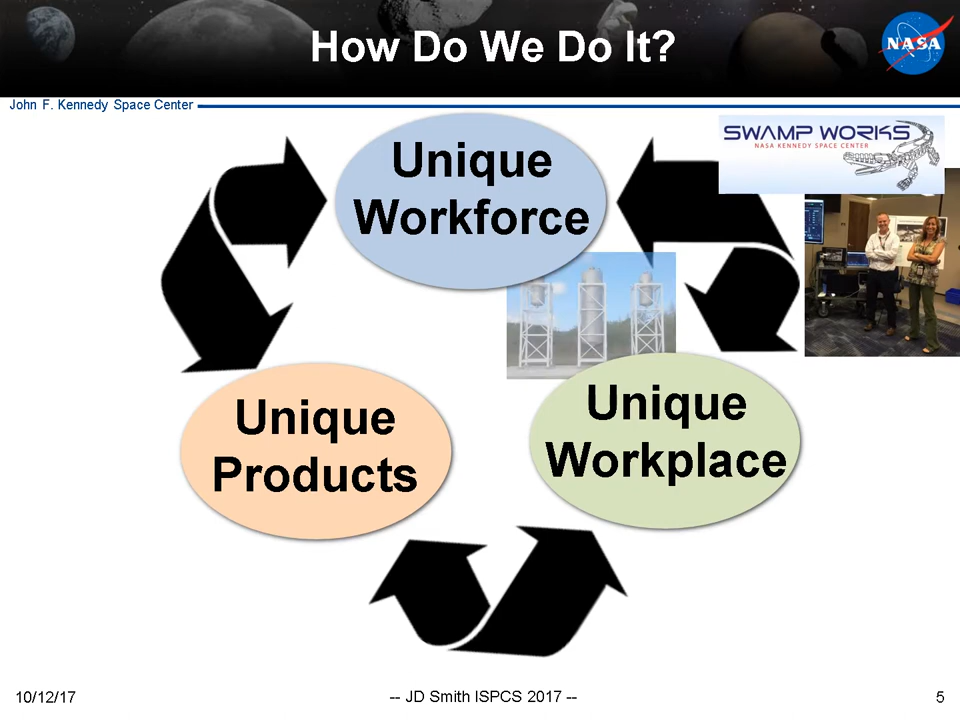 How Do We Do It?
NASA
John F. Kennedy Space Center
SWAMP WORKS
NASA KENNEDY SPACE CENTER
Unique
Workforce
Unique
Products
Unique
Workplace
10/12/17
-- JD Smith ISPCS 2017 --
5